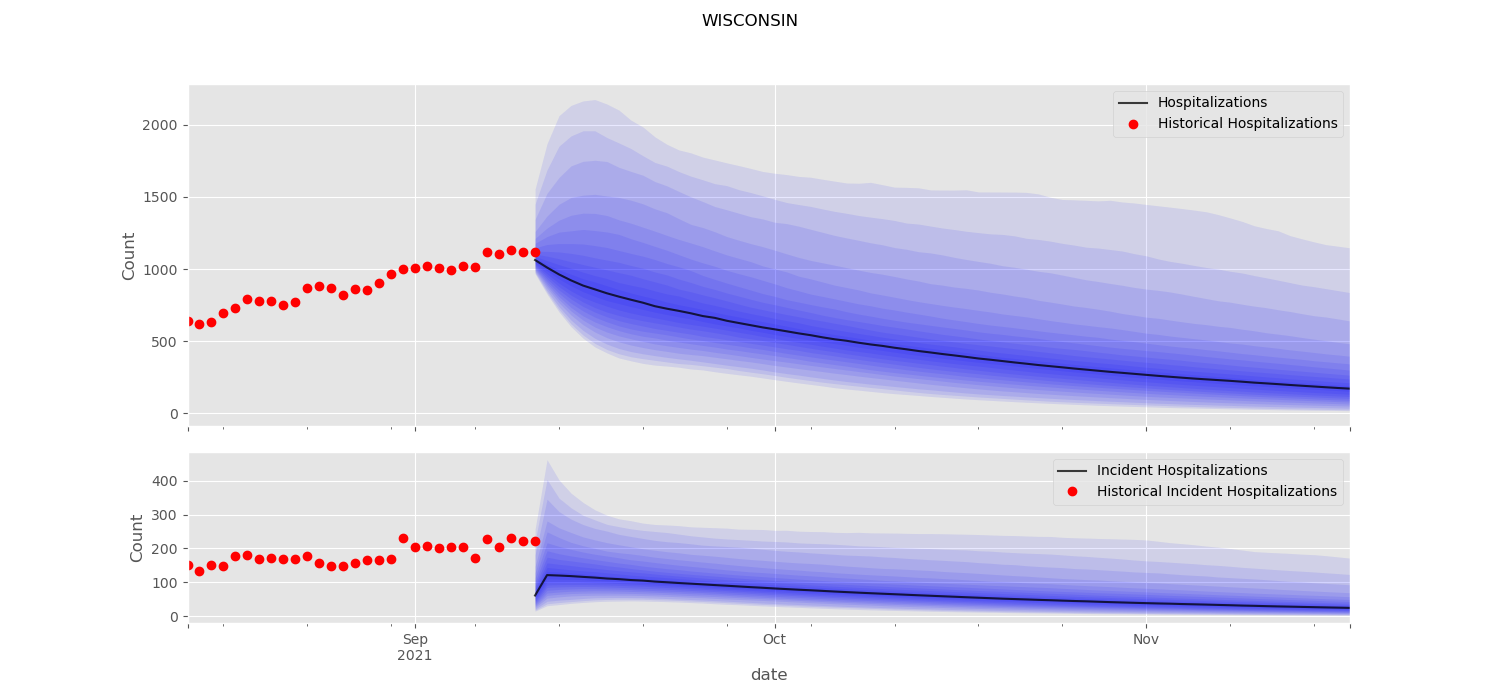 WISCONSIN
Hospitalizations
Historical Hospitalizations
2000
1500
1000
500
0
Count
Incident Hospitalizations
Historical Incident Hospitalizations
400
300
200
100
0
Count
Sep
2021
Oct
Nov
date